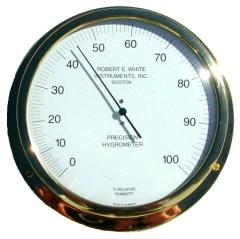 0
10
20
30
40
50
60
70
80
90
100
ROBERT E. WHITE
INSTRUMENTS, INC.
BOSTON
PRECISION
HYGROMETER
% RELATIVE
HUMIDITY